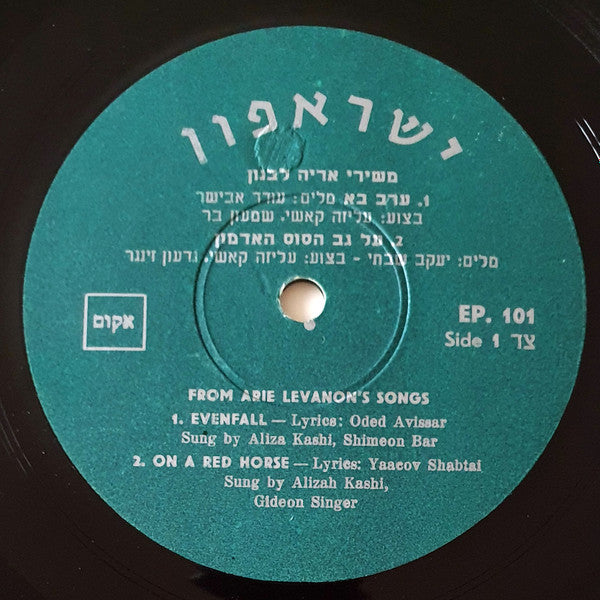 ישראפון
משירי אריה לבנון
1. ערב בא מלים: עודד אבישר
בצוע: עליזה קאשי, שמעון בר
2. על גב הסוס האדמון
מלים: יעקב שבתי - בצוע: עליזה קאשי, גדעון זינגר
אקום
EP. 101
Side 1 צד
FROM ARIE LEVANON'S SONGS
1. EVENFALL — Lyrics: Oded Avissar
Sung by Aliza Kashi, Shimeon Bar
2. ON A RED HORSE — Lyrics: Yaacov Shabtai
Sung by Alizah Kashi,
Gideon Singer